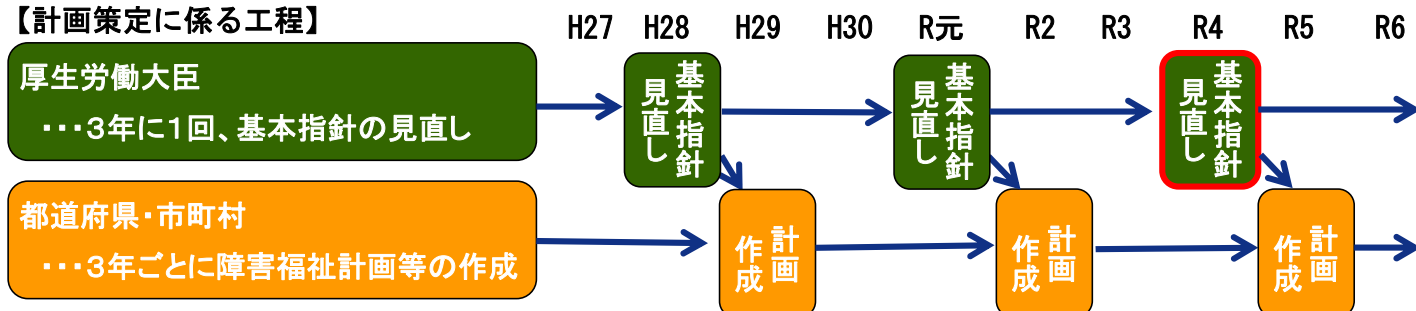 【計画策定に係る工程】
H27 H28 H29 H30 R元 R2 R3 R4 R5 R6
厚生労働大臣
・・・３年に１回、基本指針の見直し
基本指針
見直し
基本指針
見直し
基本指針
見直し
都道府県・市町村
・・・３年ごとに障害福祉計画等の作成
計画
作成
計画
作成
計画
作成